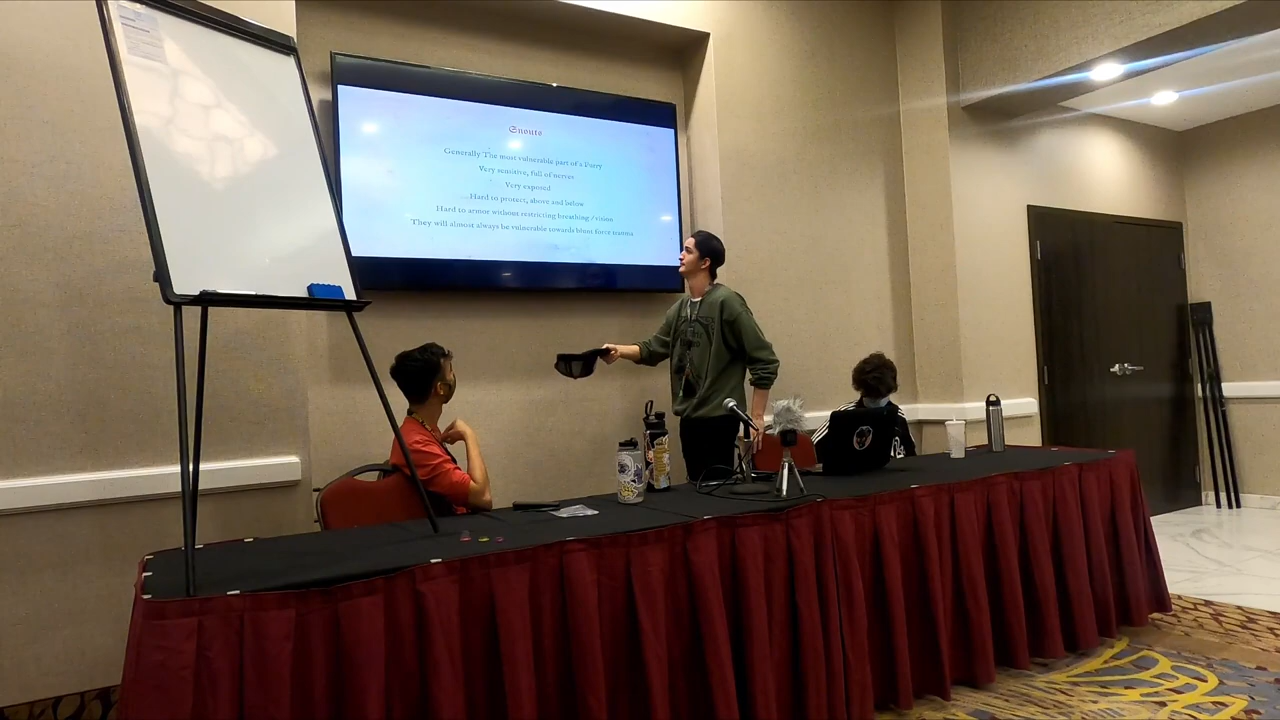 Snouts
Generally The most vulnerable part of a Furry
Very sensitive, full of nerves
Very exposed
Hard to protect, above and below
Hard to armor without restricting breathing / vision
They will almost always be vulnerable towards blunt force trauma